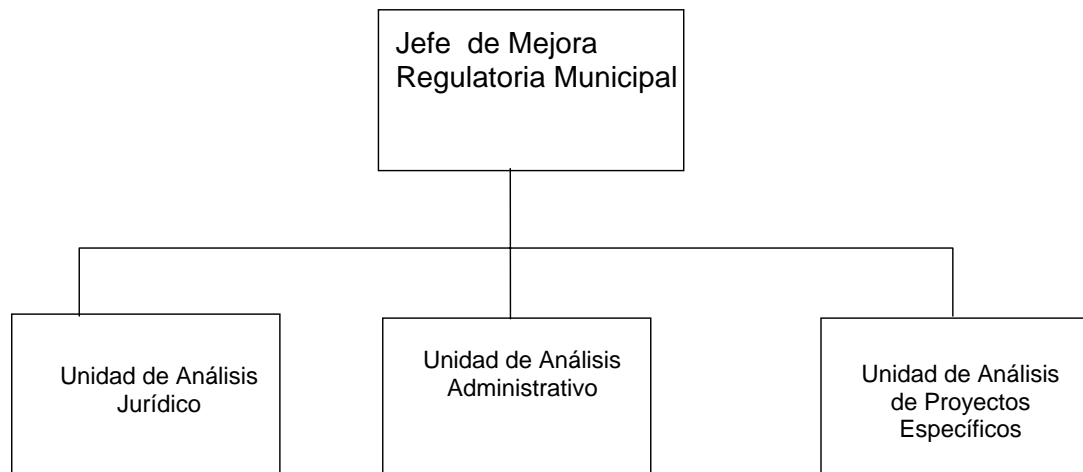 Jefe de Mejora
Regulatoria Municipal
Unidad de Análisis
Jurídico
Unidad de Análisis
Administrativo
Unidad de Análisis
de Proyectos
Específicos